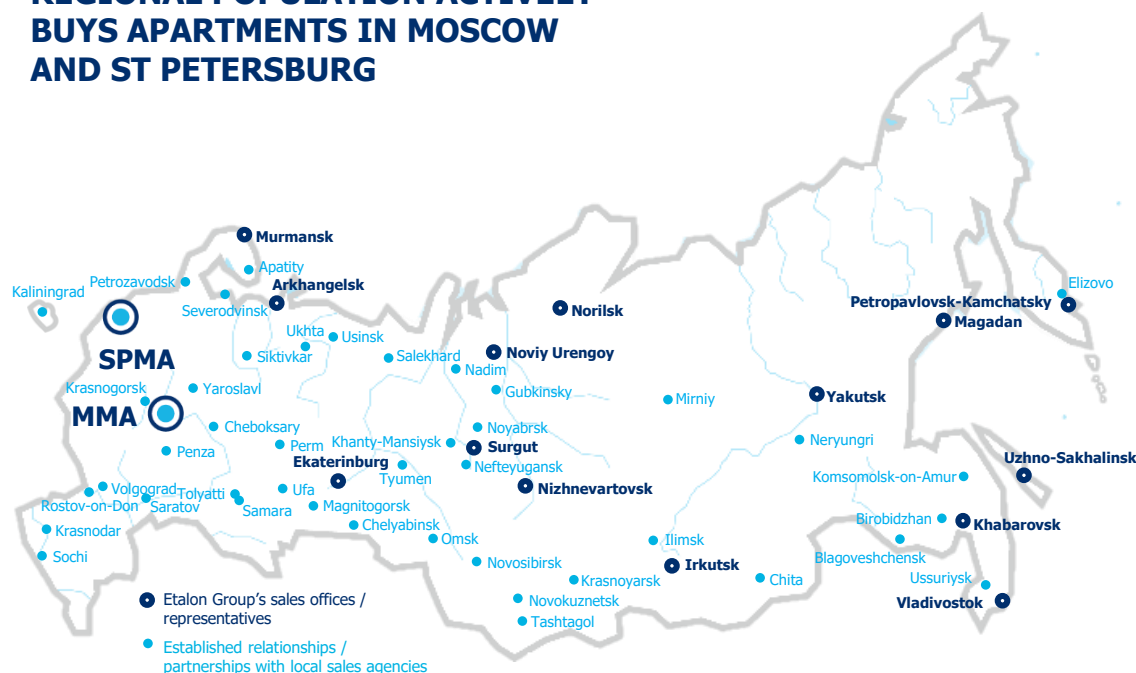 REGIONAL POPULATION ACTIVELY
BUYS APARTMENTS IN MOSCOW
AND ST PETERSBURG
Murmansk
Apatity
Petrozavodsk
Arkhangelsk
Kaliningrad
Severodvinsk
Elizovo
Petropavlovsk-Kamchatsky
Norilsk
Magadan
Ukhta
Usinsk
SPMA
Siktivkar
Salekhard
Noviy Urengoy
Nadim
Krasnogorsk
Yaroslavl
Gubkinsky
Mirniy
Yakutsk
MMA
Cheboksary
Noyabrsk
Penza
Perm
Khanty-Mansiysk
Surgut
Neryungri
Ekaterinburg
Tyumen
Nefteyugansk
Uzhno-Sakhalinsk
Komsomolsk-on-Amur
Volgograd
Tolyatti
Ufa
Nizhnevartovsk
Rostov-on-Don
Saratov
Samara
Magnitogorsk
Krasnodar
Chelyabinsk
Birobidzhan
Khabarovsk
Omsk
Ilimsk
Sochi
Novosibirsk
Blagoveshchensk
Irkutsk
Krasnoyarsk
Chita
Ussuriysk
Novokuznetsk
Vladivostok
Tashtagol
Etalon Group's sales offices /
representatives
Established relationships /
partnerships with local sales agencies